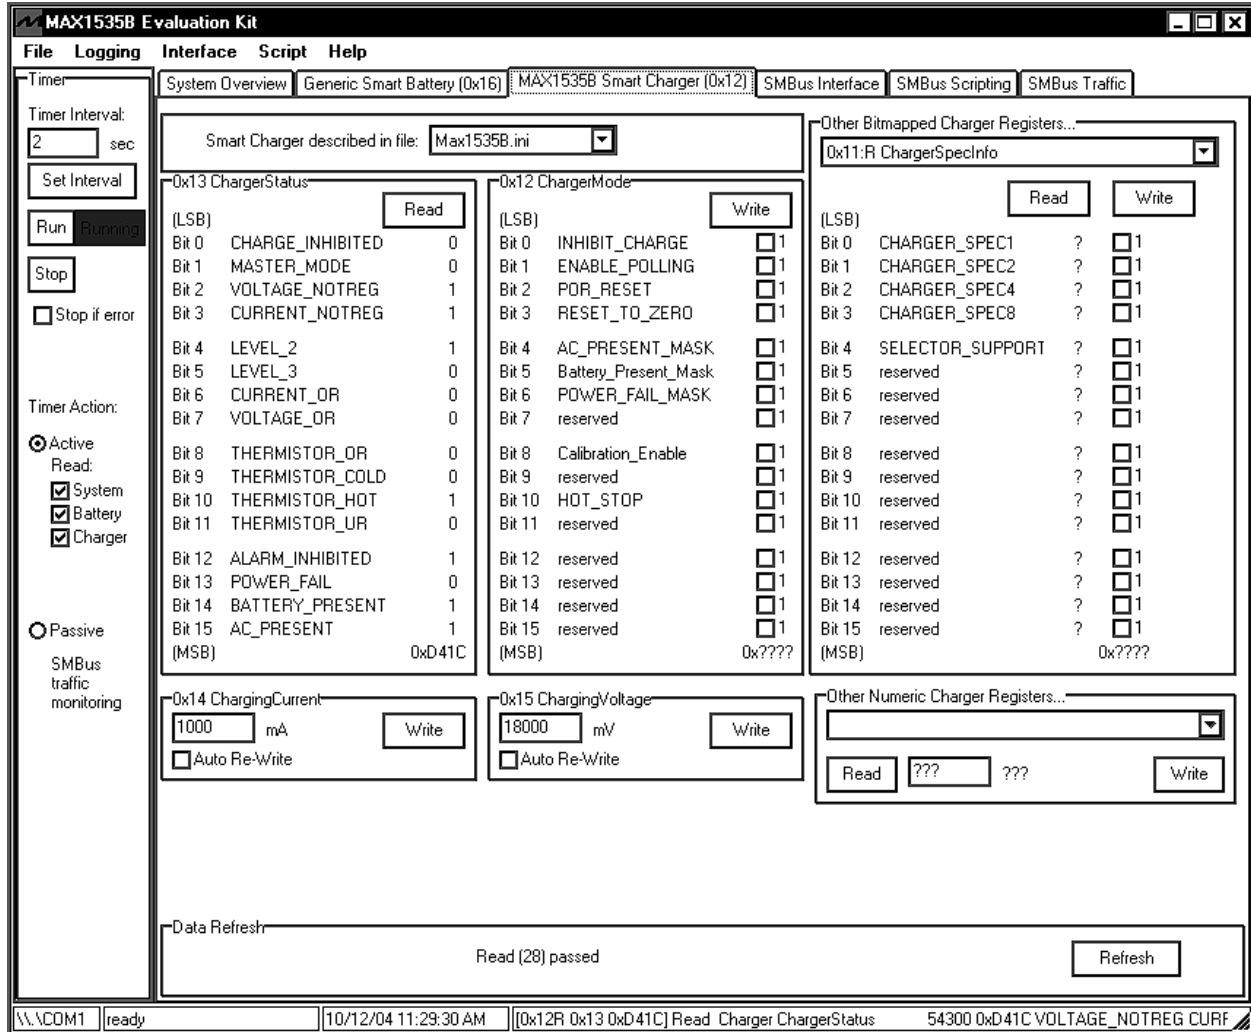 MAX1535B Evaluation Kit
File Logging Interface Script Help
Timer
Timer Interval:
2 sec
Set Interval
Run Running
Stop
Stop if error
Timer Action:
Active
Read:
System
Battery
Charger
Passive
SMBus
traffic
monitoring
System Overview Generic Smart Battery (0x16) MAX1535B Smart Charger (0x12) SMBus Interface SMBus Scripting SMBus Traffic
Smart Charger described in file: Max1535B.ini
0x13 ChargerStatus
Read
(LSB)
Bit 0 CHARGE_INHIBITED 0
Bit 1 MASTER_MODE 0
Bit 2 VOLTAGE_NOTREG 1
Bit 3 CURRENT_NOTREG 1
Bit 4 LEVEL_2 1
Bit 5 LEVEL_3 0
Bit 6 CURRENT_OR 0
Bit 7 VOLTAGE_OR 0
Bit 8 THERMISTOR_OR 0
Bit 9 THERMISTOR_COLD 0
Bit 10 THERMISTOR_HOT 1
Bit 11 THERMISTOR_UR 0
Bit 12 ALARM_INHIBITED 1
Bit 13 POWER_FAIL 0
Bit 14 BATTERY_PRESENT 1
Bit 15 AC_PRESENT 1
(MSB) 0xD41C
0x12 ChargerMode
Write
(LSB)
Bit 0 INHIBIT_CHARGE 1
Bit 1 ENABLE_POLLING 1
Bit 2 POR_RESET 1
Bit 3 RESET_TO_ZERO 1
Bit 4 AC_PRESENT_MASK 1
Bit 5 Battery_Present_Mask 1
Bit 6 POWER_FAIL_MASK 1
Bit 7 reserved 1
Bit 8 Calibration_Enable 1
Bit 9 reserved 1
Bit 10 HOT_STOP 1
Bit 11 reserved 1
Bit 12 reserved 1
Bit 13 reserved 1
Bit 14 reserved 1
Bit 15 reserved 1
(MSB) 0x????
Other Bitmapped Charger Registers...
0x11:R ChargerSpecInfo
Read Write
(LSB)
Bit 0 CHARGER_SPEC1 ? 1
Bit 1 CHARGER_SPEC2 ? 1
Bit 2 CHARGER_SPEC4 ? 1
Bit 3 CHARGER_SPEC8 ? 1
Bit 4 SELECTOR_SUPPORT ? 1
Bit 5 reserved ? 1
Bit 6 reserved ? 1
Bit 7 reserved ? 1
Bit 8 reserved ? 1
Bit 9 reserved ? 1
Bit 10 reserved ? 1
Bit 11 reserved ? 1
Bit 12 reserved ? 1
Bit 13 reserved ? 1
Bit 14 reserved ? 1
Bit 15 reserved ? 1
(MSB) 0x????
0x14 ChargingCurrent
1000 mA Write
Auto Re-Write
0x15 ChargingVoltage
18000 mV Write
Auto Re-Write
Other Numeric Charger Registers...
Read ??? ??? Write
Data Refresh
Read (28) passed
Refresh
\\.\COM1 ready 10/12/04 11:29:30 AM [[0x12R 0x13 0xD41C] Read Charger ChargerStatus 54300 0xD41C VOLTAGE_NOTREG CURF